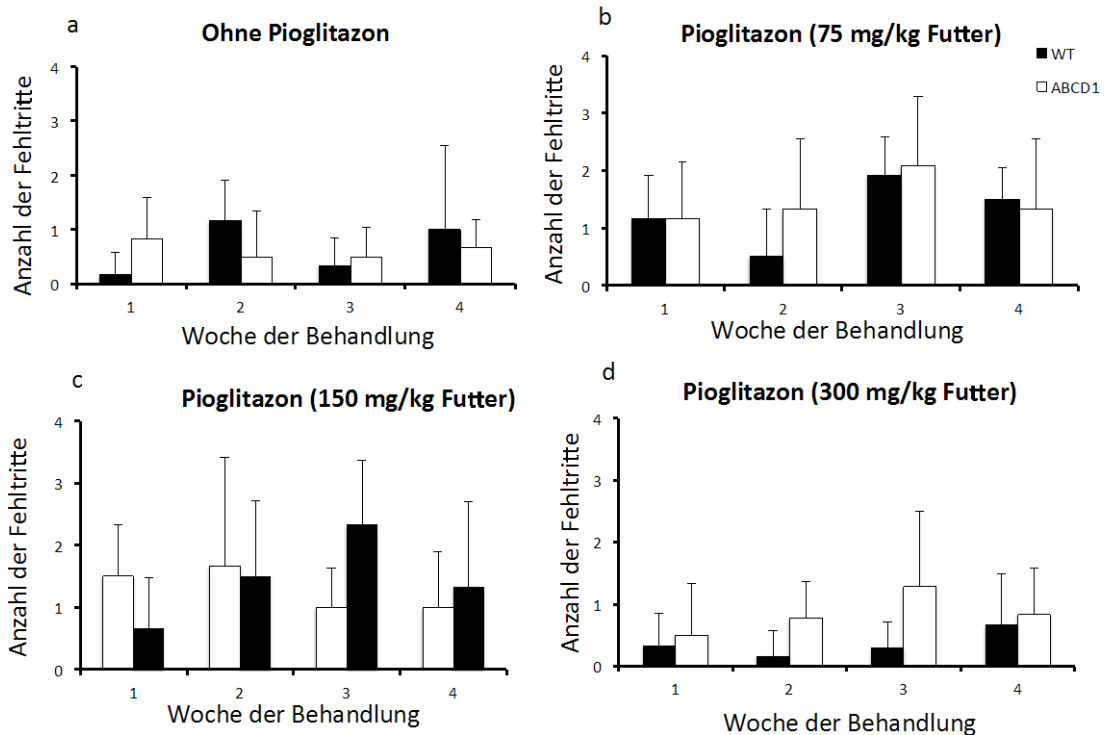 a
Ohne Pioglitazon
4
3
2
1
0
Anzahl der Fehltritte
1 2 3 4
Woche der Behandlung
b
Pioglitazon (75 mg/kg Futter)
WT
ABCD1
4
3
2
1
0
Anzahl der Fehltritte
1 2 3 4
Woche der Behandlung
c
Pioglitazon (150 mg/kg Futter)
4
3
2
1
0
Anzahl der Fehltritte
1 2 3 4
Woche der Behandlung
d
Pioglitazon (300 mg/kg Futter)
4
3
2
1
0
Anzahl der Fehltritte
1 2 3 4
Woche der Behandlung